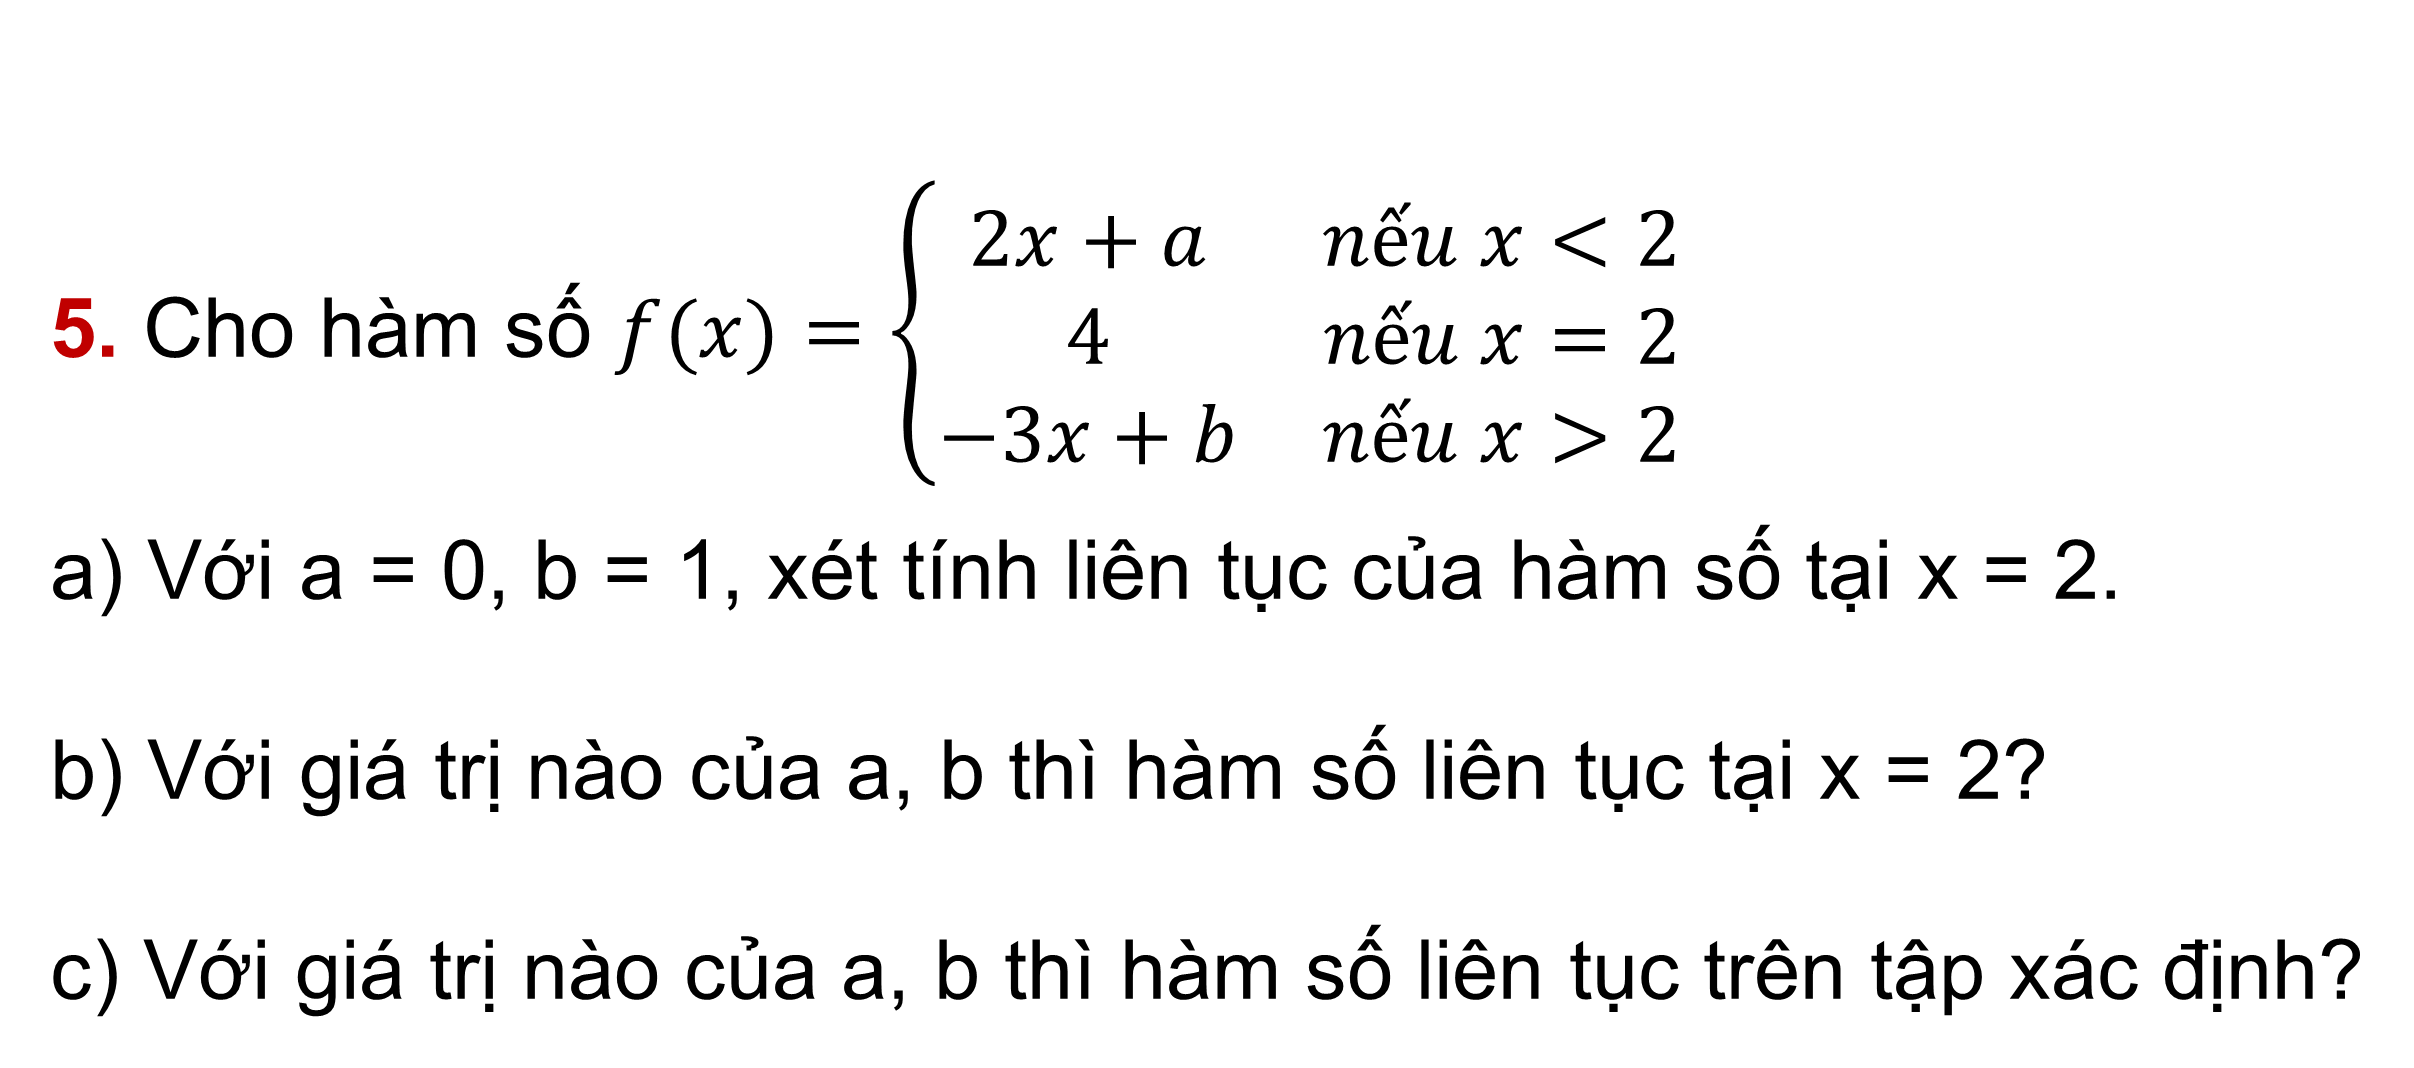 5. Cho hàm số f(x) = { 2x + a nếu x < 2
4 nếu x = 2
−3x + b nếu x > 2
a) Với a = 0, b = 1, xét tính liên tục của hàm số tại x = 2.
b) Với giá trị nào của a, b thì hàm số liên tục tại x = 2?
c) Với giá trị nào của a, b thì hàm số liên tục trên tập xác định?